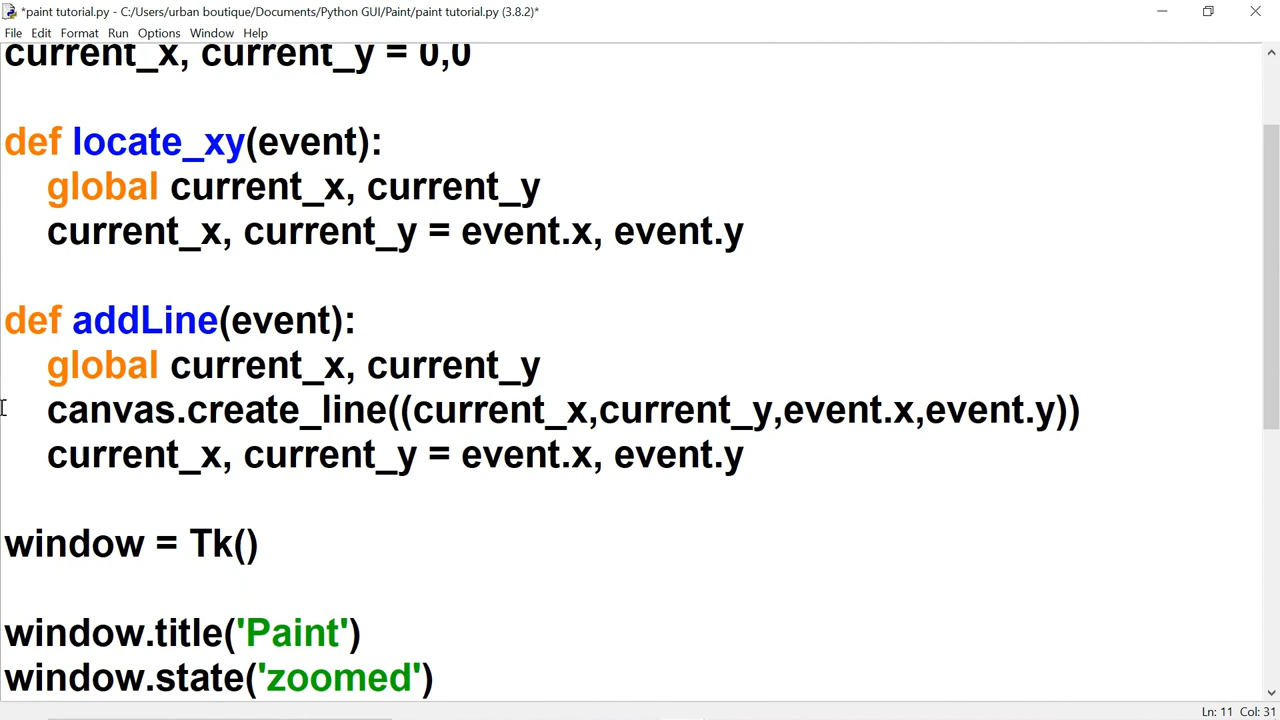 *paint tutorial.py - C:/Users/urban boutique/Documents/Python GUI/Paint/paint tutorial.py (3.8.2)*
File Edit Format Run Options Window Help
current_x, current_y = 0,0
def locate_xy(event):
global current_x, current_y
current_x, current_y = event.x, event.y
def addLine(event):
global current_x, current_y
canvas.create_line((current_x,current_y,event.x,event.y))
current_x, current_y = event.x, event.y
window = Tk()
window.title('Paint')
window.state('zoomed')
Ln: 11 Col: 31